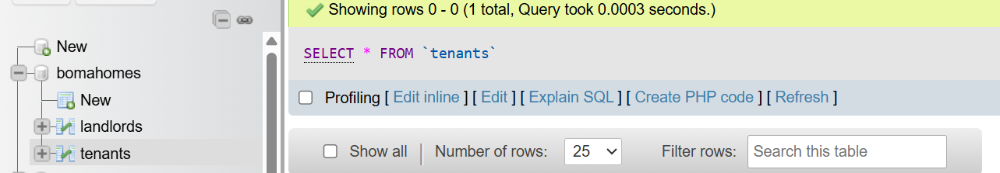 Showing rows 0 - 0 (1 total, Query took 0.0003 seconds.)
New
bomahomes
New
landlords
tenants
SELECT * FROM `tenants`
Profiling [ Edit inline ] [ Edit ] [ Explain SQL ] [ Create PHP code ] [ Refresh ]
Show all | Number of rows: 25 Filter rows: Search this table